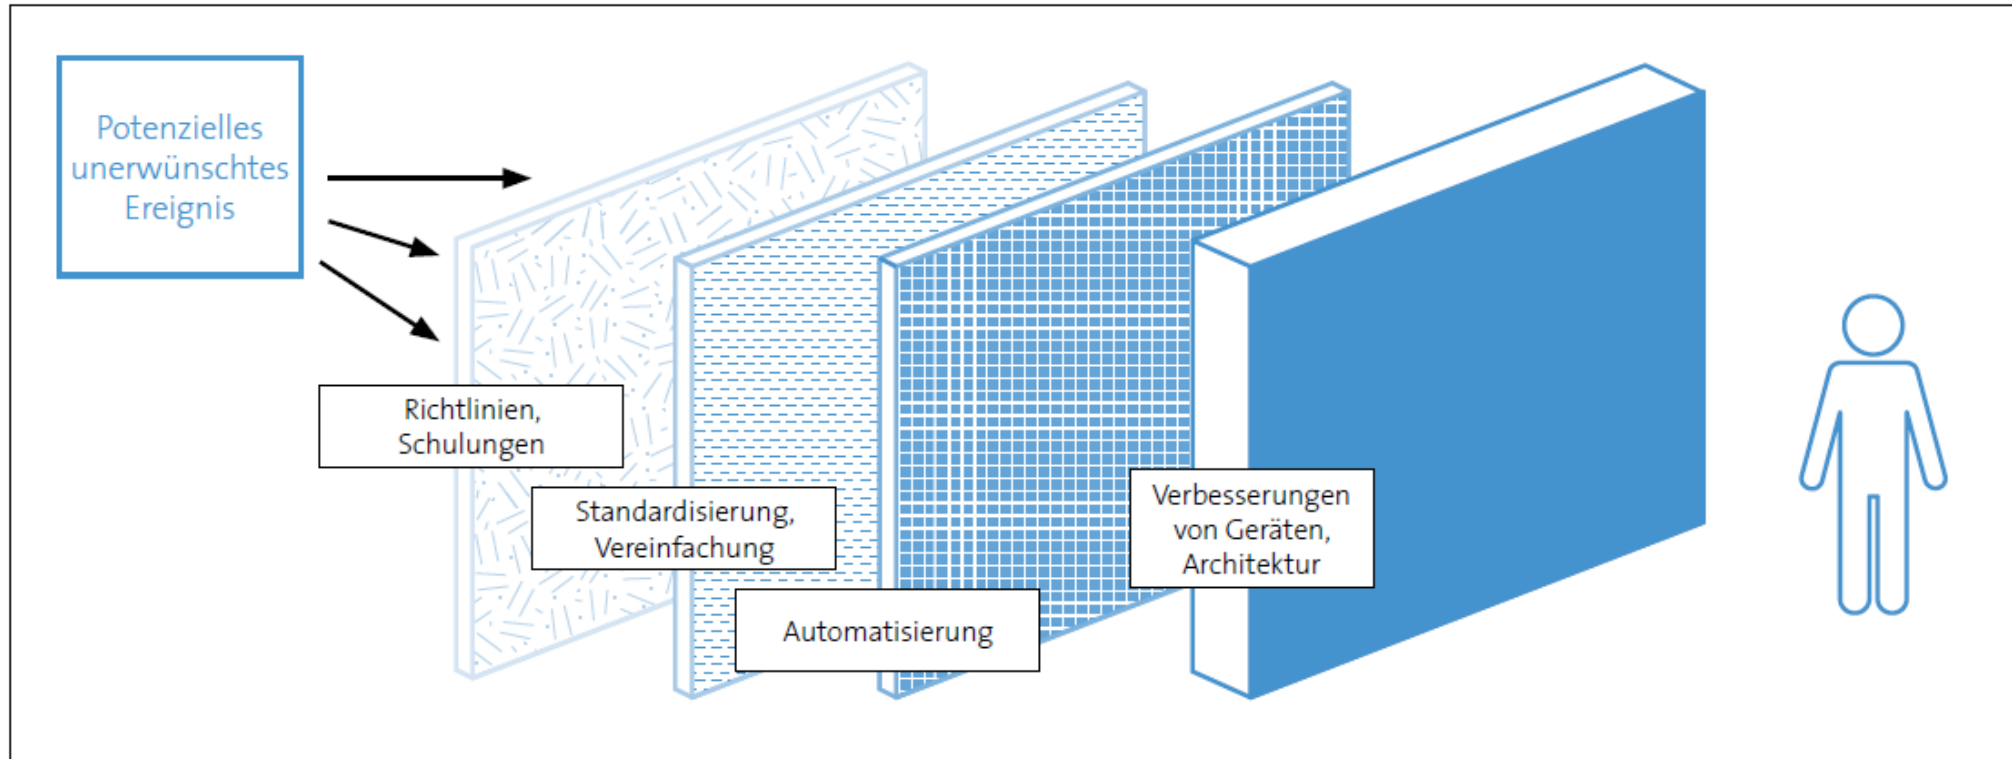 Potenzielles
unerwünschtes
Ereignis
Richtlinien,
Schulungen
Standardisierung,
Vereinfachung
Automatisierung
Verbesserungen
von Geräten,
Architektur